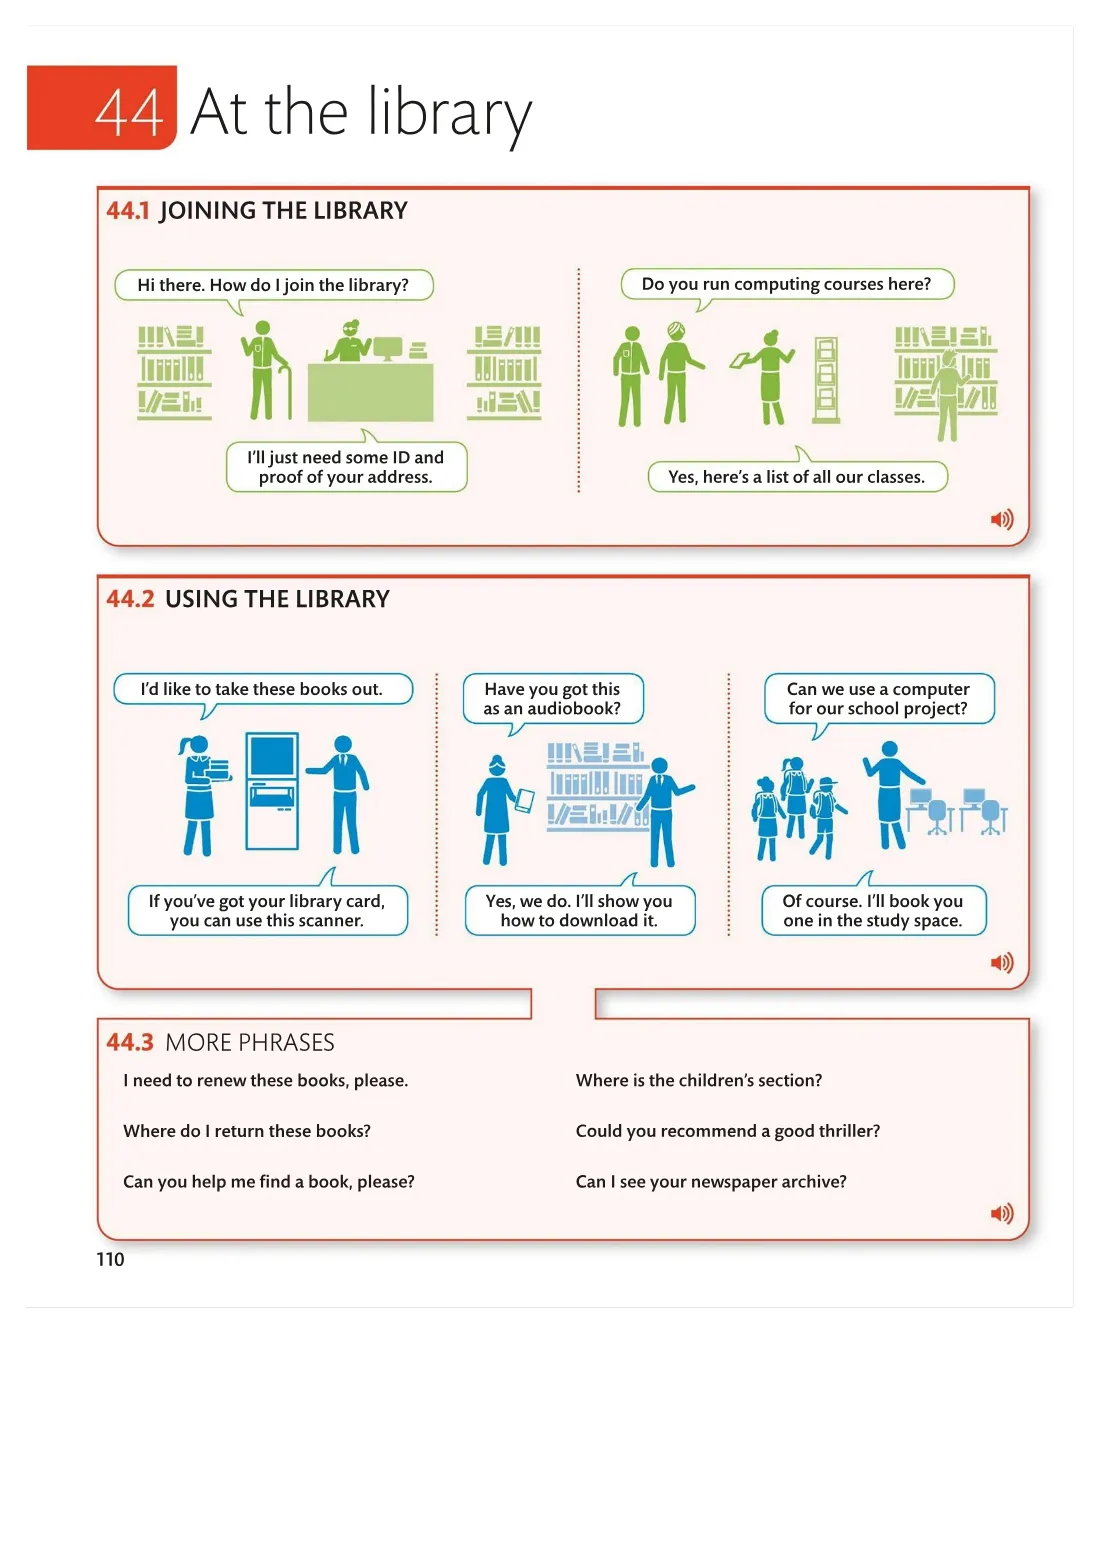 44 At the library
44.1 JOINING THE LIBRARY
Hi there. How do I join the library?
I'll just need some ID and
proof of your address.
Do you run computing courses here?
Yes, here's a list of all our classes.
44.2 USING THE LIBRARY
I'd like to take these books out.
If you've got your library card,
you can use this scanner.
Have you got this
as an audiobook?
Yes, we do. I'll show you
how to download it.
Can we use a computer
for our school project?
Of course. I'll book you
one in the study space.
44.3 MORE PHRASES
I need to renew these books, please.
Where do I return these books?
Can you help me find a book, please?
Where is the children's section?
Could you recommend a good thriller?
Can I see your newspaper archive?
110